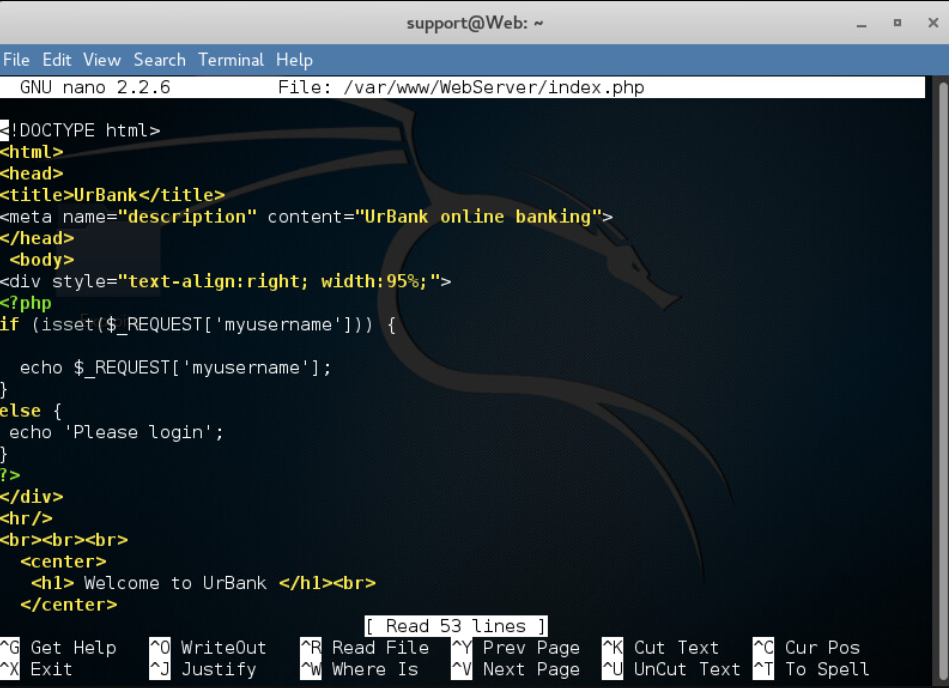 support@Web: ~
File Edit View Search Terminal Help
GNU nano 2.2.6 File: /var/www/WebServer/index.php
<!DOCTYPE html>
<html>
<head>
<title>UrBank</title>
<meta name="description" content="UrBank online banking">
</head>
 <body>
<div style="text-align:right; width:95%;">
<?php
if (isset($_REQUEST['myusername'])) {
  echo $_REQUEST['myusername'];
}
else {
 echo 'Please login';
}
?>
</div>
<hr/>
<br><br><br>
  <center>
   <h1> Welcome to UrBank </h1><br>
  </center>
[ Read 53 lines ]
^G Get Help ^O WriteOut ^R Read File ^Y Prev Page ^K Cut Text ^C Cur Pos
^X Exit ^J Justify ^W Where Is ^V Next Page ^U UnCut Text ^T To Spell